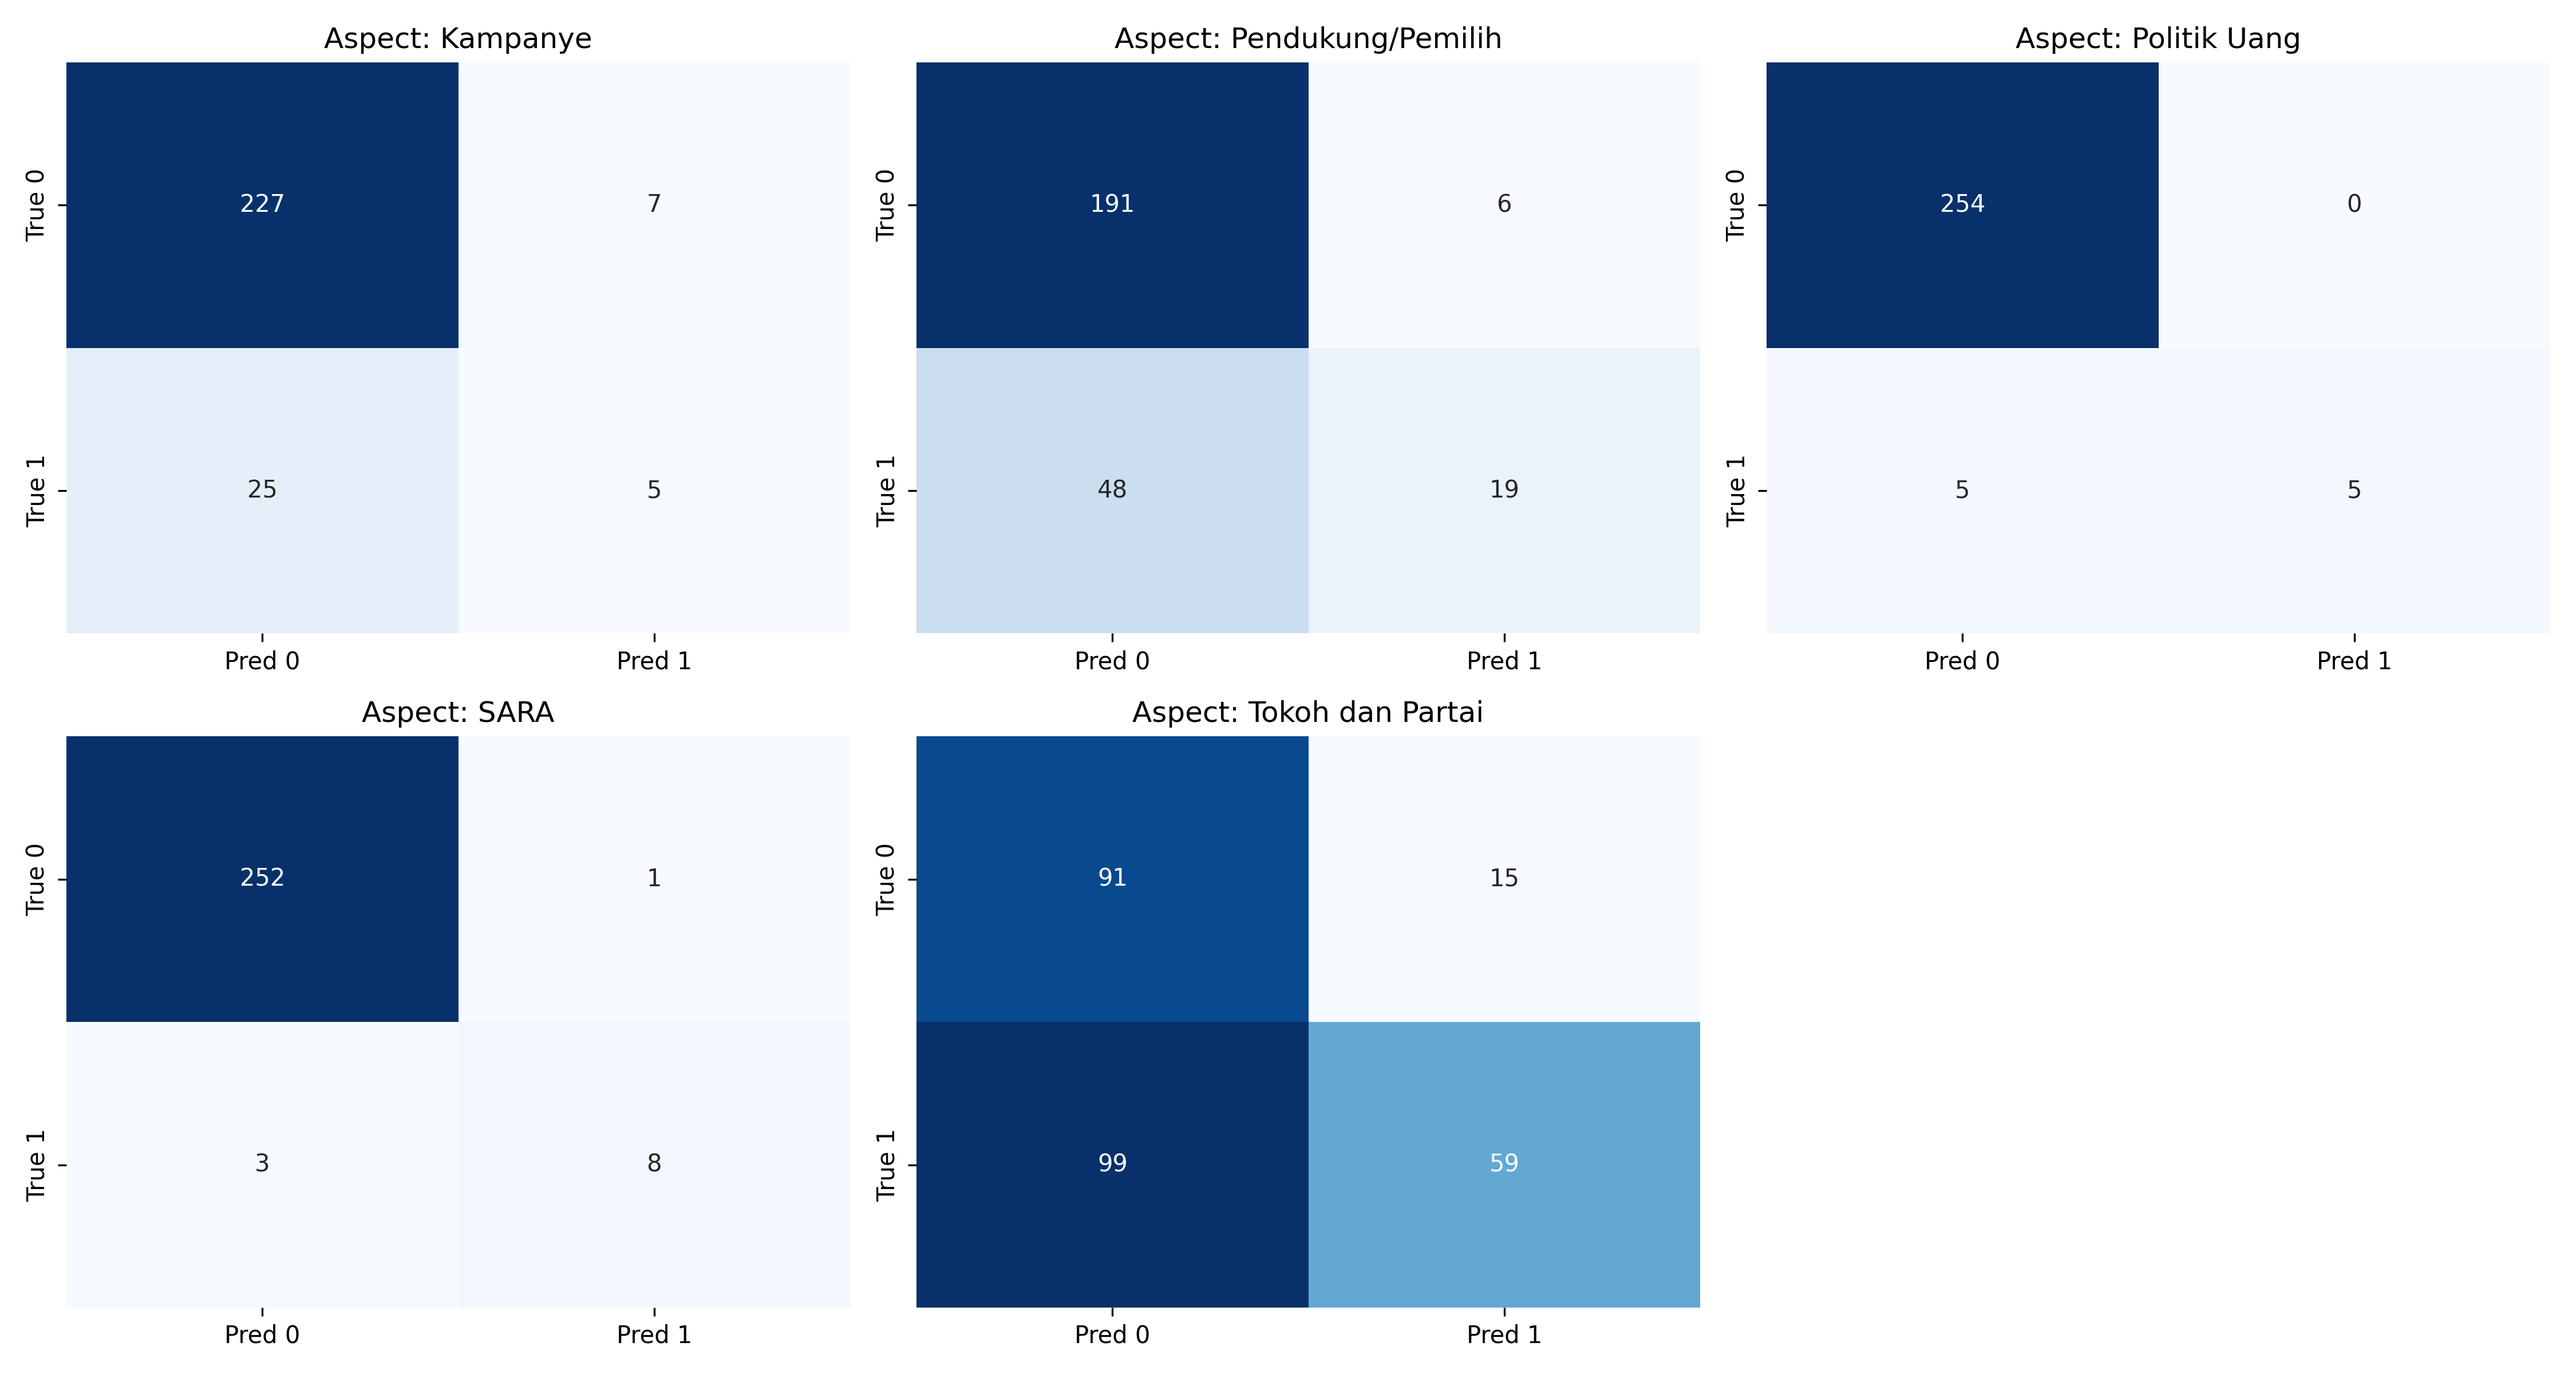 Aspect: Kampanye
True 0
227
7
True 1
25
5
Pred 0
Pred 1
Aspect: Pendukung/Pemilih
True 0
191
6
True 1
48
19
Pred 0
Pred 1
Aspect: Politik Uang
True 0
254
0
True 1
5
5
Pred 0
Pred 1
Aspect: SARA
True 0
252
1
True 1
3
8
Pred 0
Pred 1
Aspect: Tokoh dan Partai
True 0
91
15
True 1
99
59
Pred 0
Pred 1